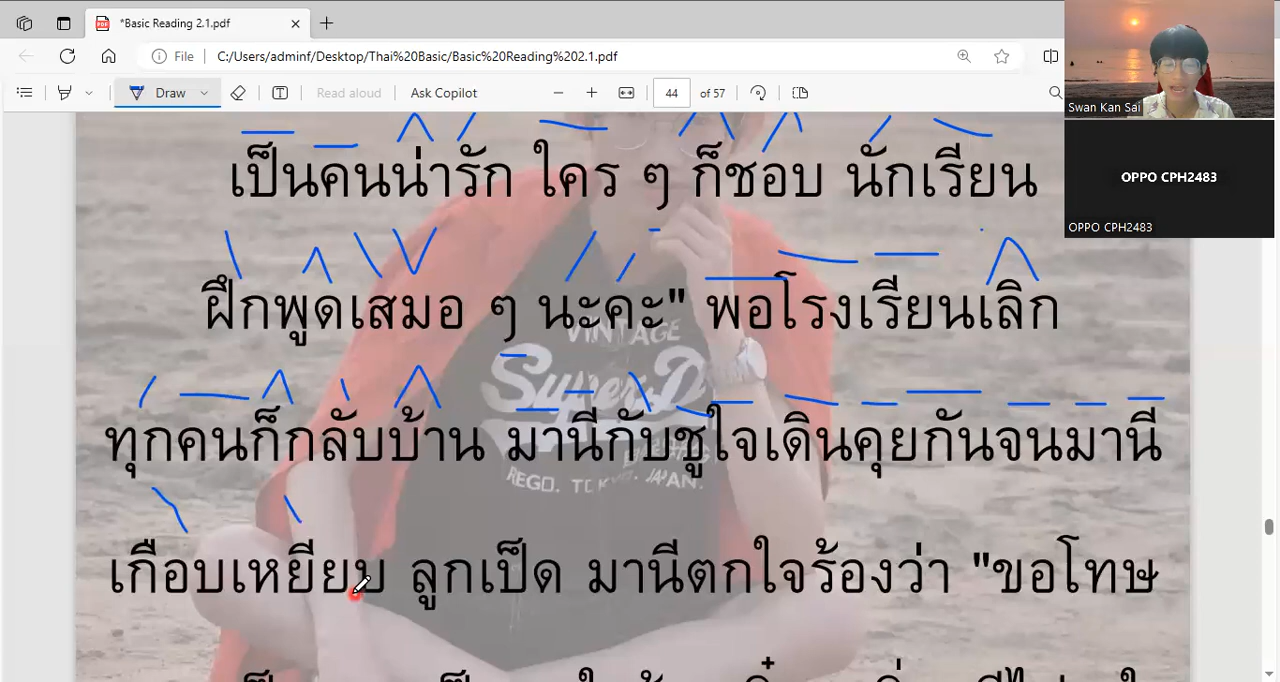 *Basic Reading 2.1.pdf
File C:/Users/adminf/Desktop/Thai%20Basic/Basic%20Reading%202.1.pdf
Draw Read aloud Ask Copilot 44 of 57
Swan Kan Sai
OPPO CPH2483
OPPO CPH2483
เป็นคนน่ารัก ใคร ๆ ก็ชอบ นักเรียน
ฝึกพูดเสมอ ๆ นะคะ" พอโรงเรียนเลิก
ทุกคนก็กลับบ้าน มานีกับชูใจเดินคุยกันจนมานี
เกือบเหยียบ ลูกเป็ด มานีตกใจร้องว่า "ขอโทษ
VINTAGE
Super D
REGO. TOKYO. JAPAN.